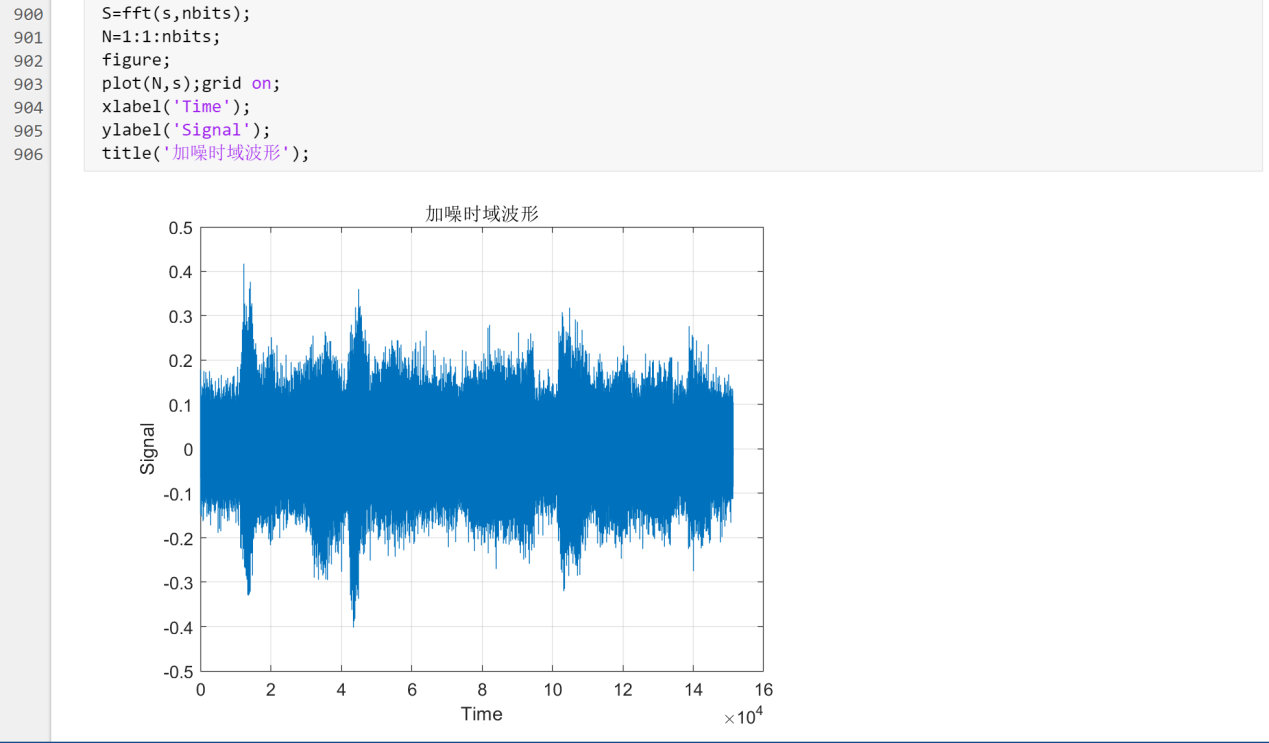 900 S=fft(s,nbits);
901 N=1:1:nbits;
902 figure;
903 plot(N,s);grid on;
904 xlabel('Time');
905 ylabel('Signal');
906 title('加噪时域波形');
加噪时域波形
0.5
0.4
0.3
0.2
0.1
0
-0.1
-0.2
-0.3
-0.4
-0.5
Signal
0 2 4 6 8 10 12 14 16
Time
×10⁴